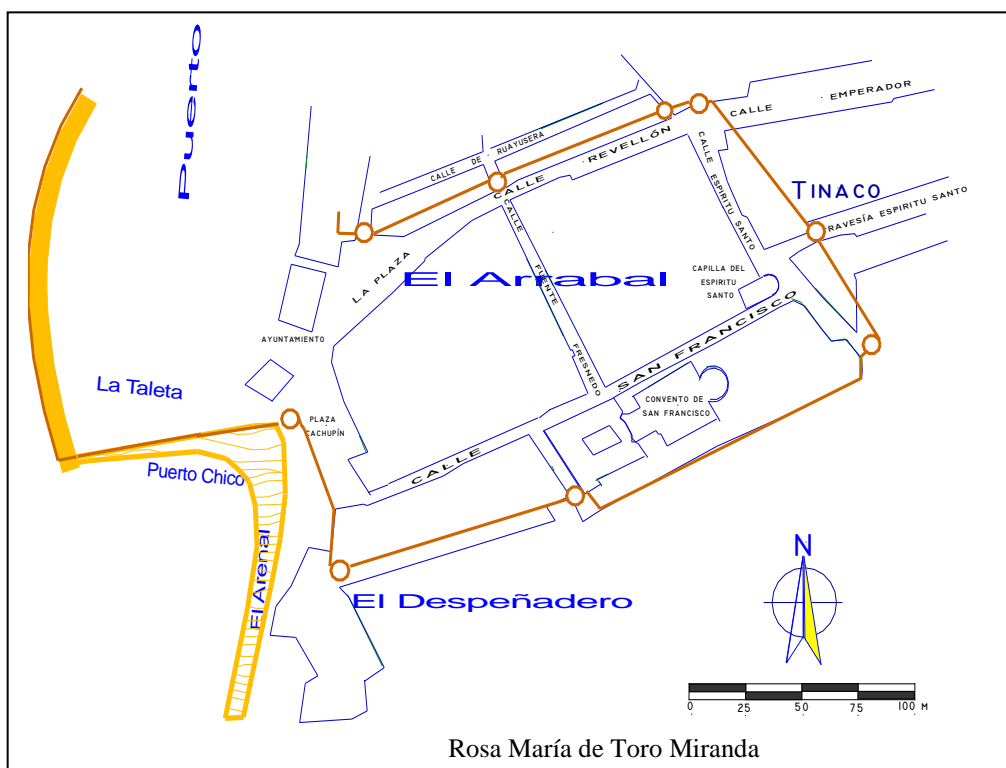 Puerto
CALLE DE RUAYUSERA
CALLE EMPERADOR
CALLE REVELLÓN
CALLE ESPIRITU SANTO
TINACO
RAVESÍA ESPIRITU SANTO
LA PLAZA
CALLE FUENTE FRESNEDO
El Arrabal
CAPILLA DEL
ESPIRITU
SANTO
AYUNTAMIENTO
CALLE SAN FRANCISCO
La Taleta
CONVENTO DE
SAN FRANCISCO
PLAZA
CACHUPÍN
Puerto Chico
El Arenal
El Despeñadero
N
0 25 50 75 100 M
Rosa María de Toro Miranda